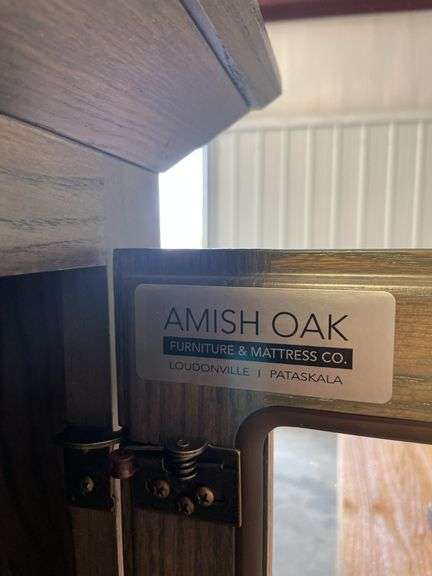 AMISH OAK
FURNITURE & MATTRESS CO.
LOUDONVILLE | PATASKALA